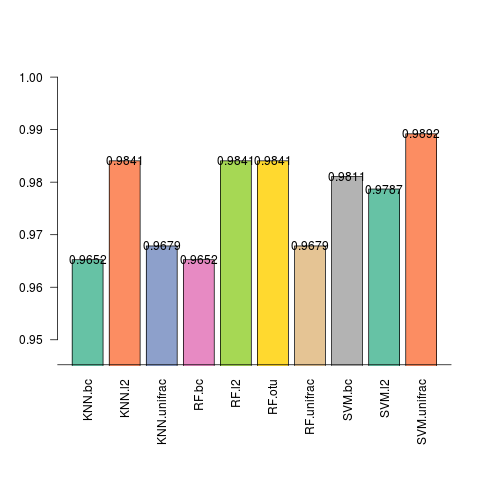 1.00
0.99
0.98
0.97
0.96
0.95
0.9652
0.9841
0.9679
0.9652
0.9841
0.9841
0.9679
0.9811
0.9787
0.9892
KNN.bc
KNN.l2
KNN.unifrac
RF.bc
RF.l2
RF.otu
RF.unifrac
SVM.bc
SVM.l2
SVM.unifrac